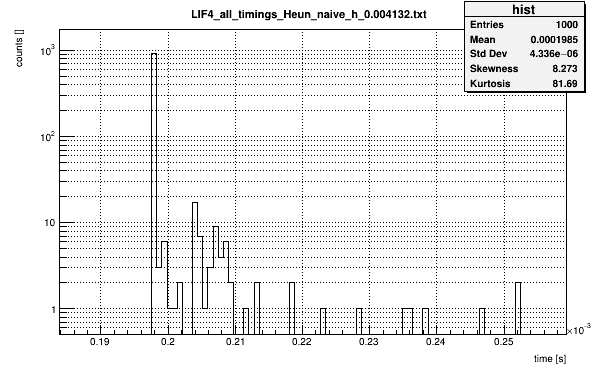 LIF4_all_timings_Heun_naive_h_0.004132.txt
hist
Entries 1000
Mean 0.0001985
Std Dev 4.336e−06
Skewness 8.273
Kurtosis 81.69
counts []
10³
10²
10
1
0.19 0.2 0.21 0.22 0.23 0.24 0.25
×10⁻³
time [s]